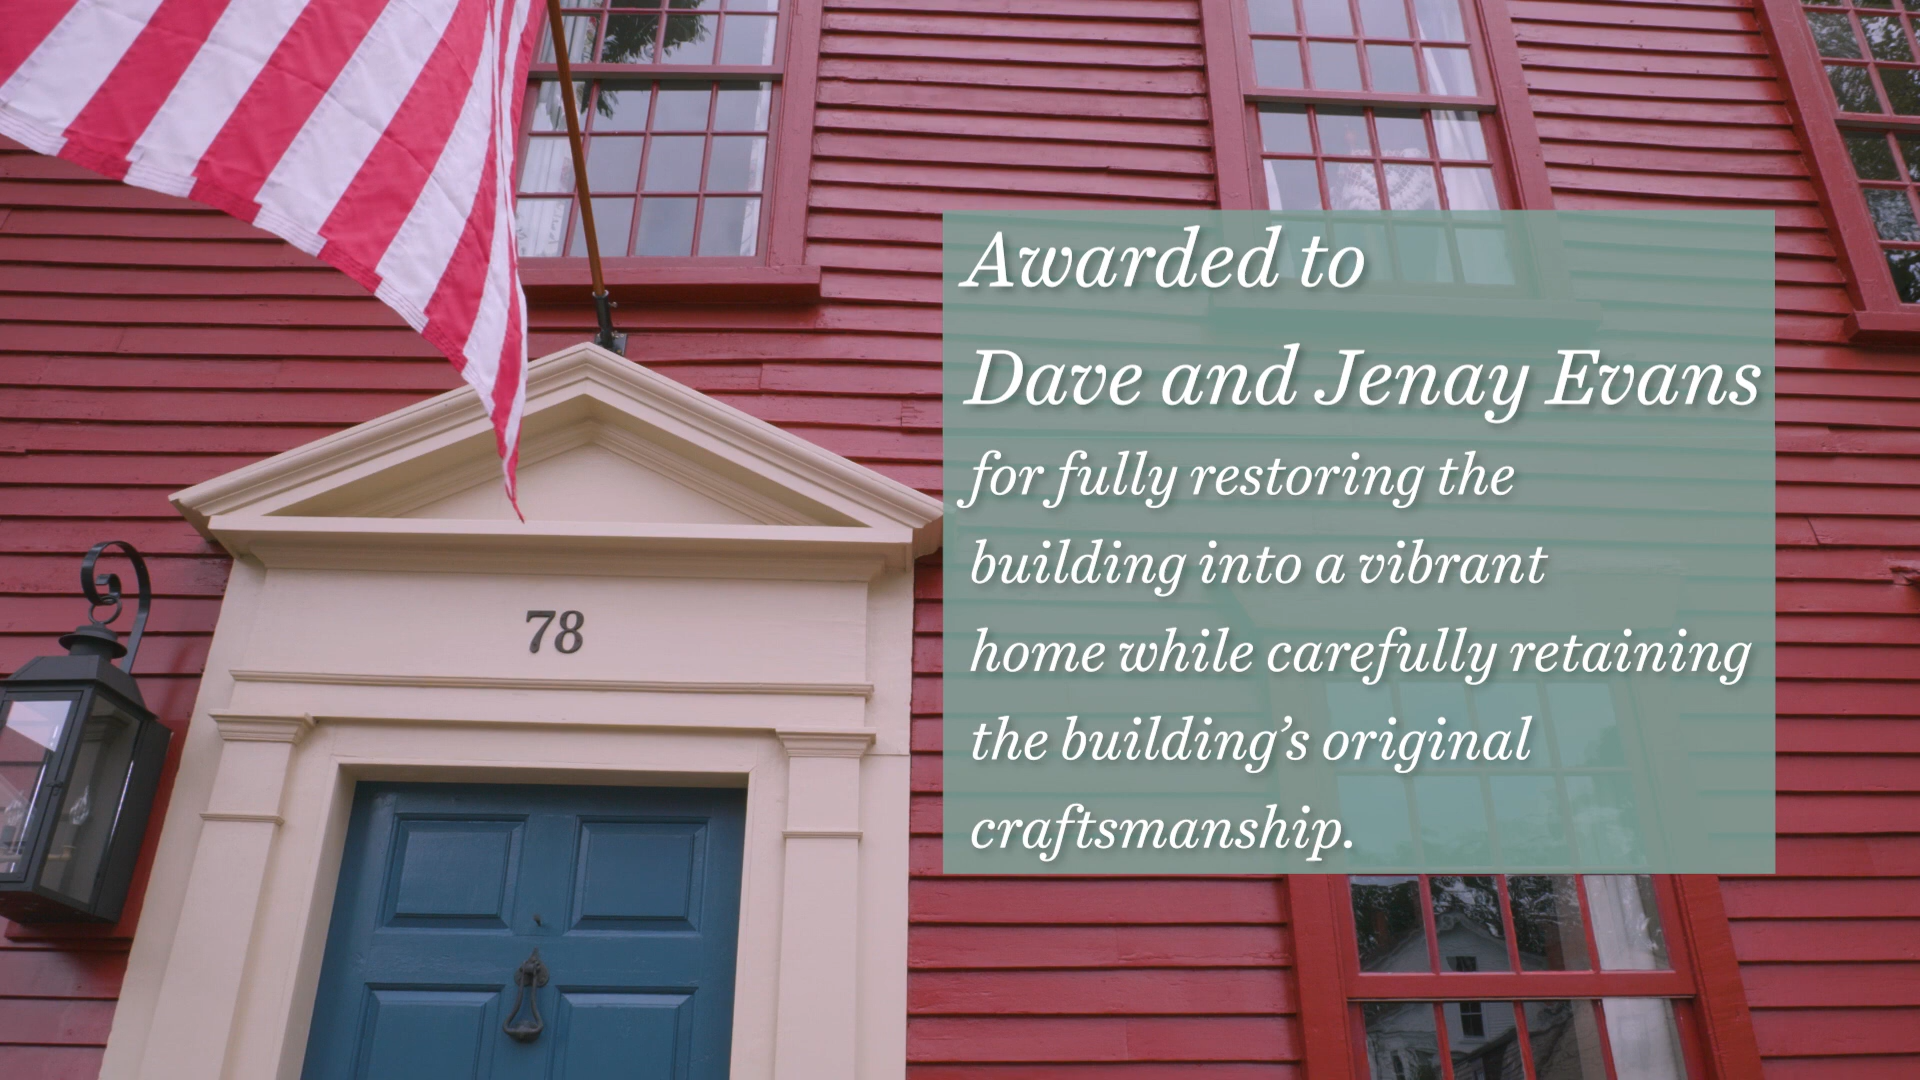 Awarded to
Dave and Jenay Evans
for fully restoring the
building into a vibrant
home while carefully retaining
the building’s original
craftsmanship.
78